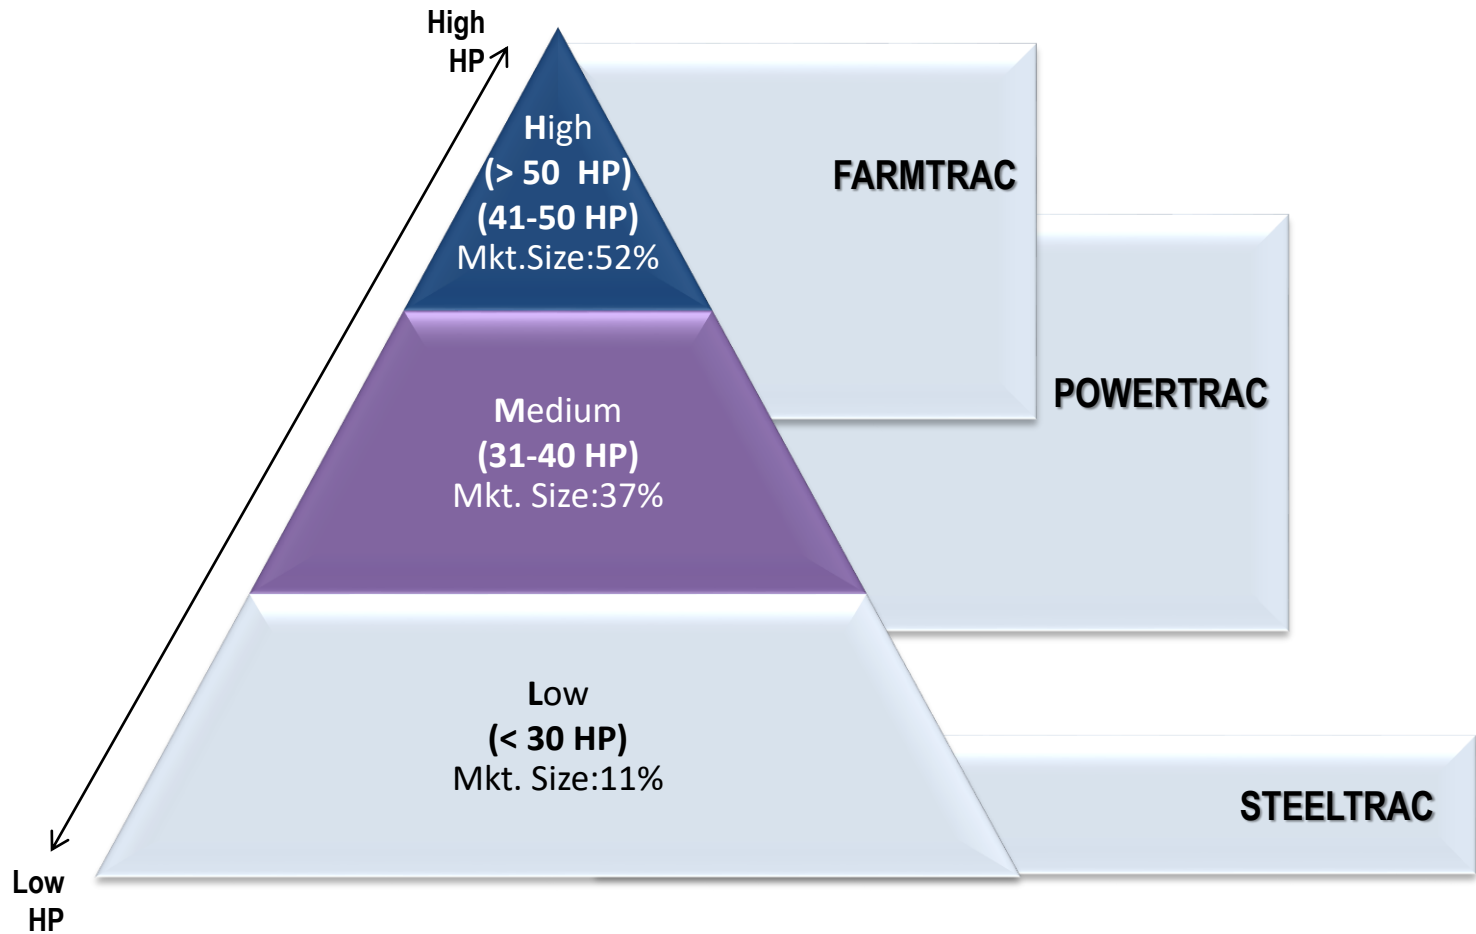 High
HP
High
(> 50  HP)
(41-50 HP)
Mkt.Size:52%
FARMTRAC
Medium
(31-40 HP)
Mkt. Size:37%
POWERTRAC
Low
(< 30 HP)
Mkt. Size:11%
STEELTRAC
Low
HP